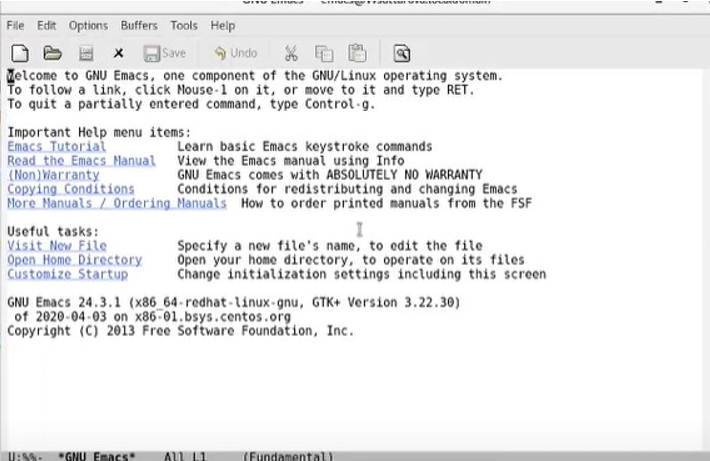 File Edit Options Buffers Tools Help
Save Undo
Welcome to GNU Emacs, one component of the GNU/Linux operating system.
To follow a link, click Mouse-1 on it, or move to it and type RET.
To quit a partially entered command, type Control-g.
Important Help menu items:
Emacs Tutorial Learn basic Emacs keystroke commands
Read the Emacs Manual View the Emacs manual using Info
(Non)Warranty GNU Emacs comes with ABSOLUTELY NO WARRANTY
Copying Conditions Conditions for redistributing and changing Emacs
More Manuals / Ordering Manuals How to order printed manuals from the FSF
Useful tasks:
Visit New File Specify a new file's name, to edit the file
Open Home Directory Open your home directory, to operate on its files
Customize Startup Change initialization settings including this screen
GNU Emacs 24.3.1 (x86_64-redhat-linux-gnu, GTK+ Version 3.22.30)
of 2020-04-03 on x86-01.bsys.centos.org
Copyright (C) 2013 Free Software Foundation, Inc.
U:%%- *GNU Emacs* All L1 (Fundamental)